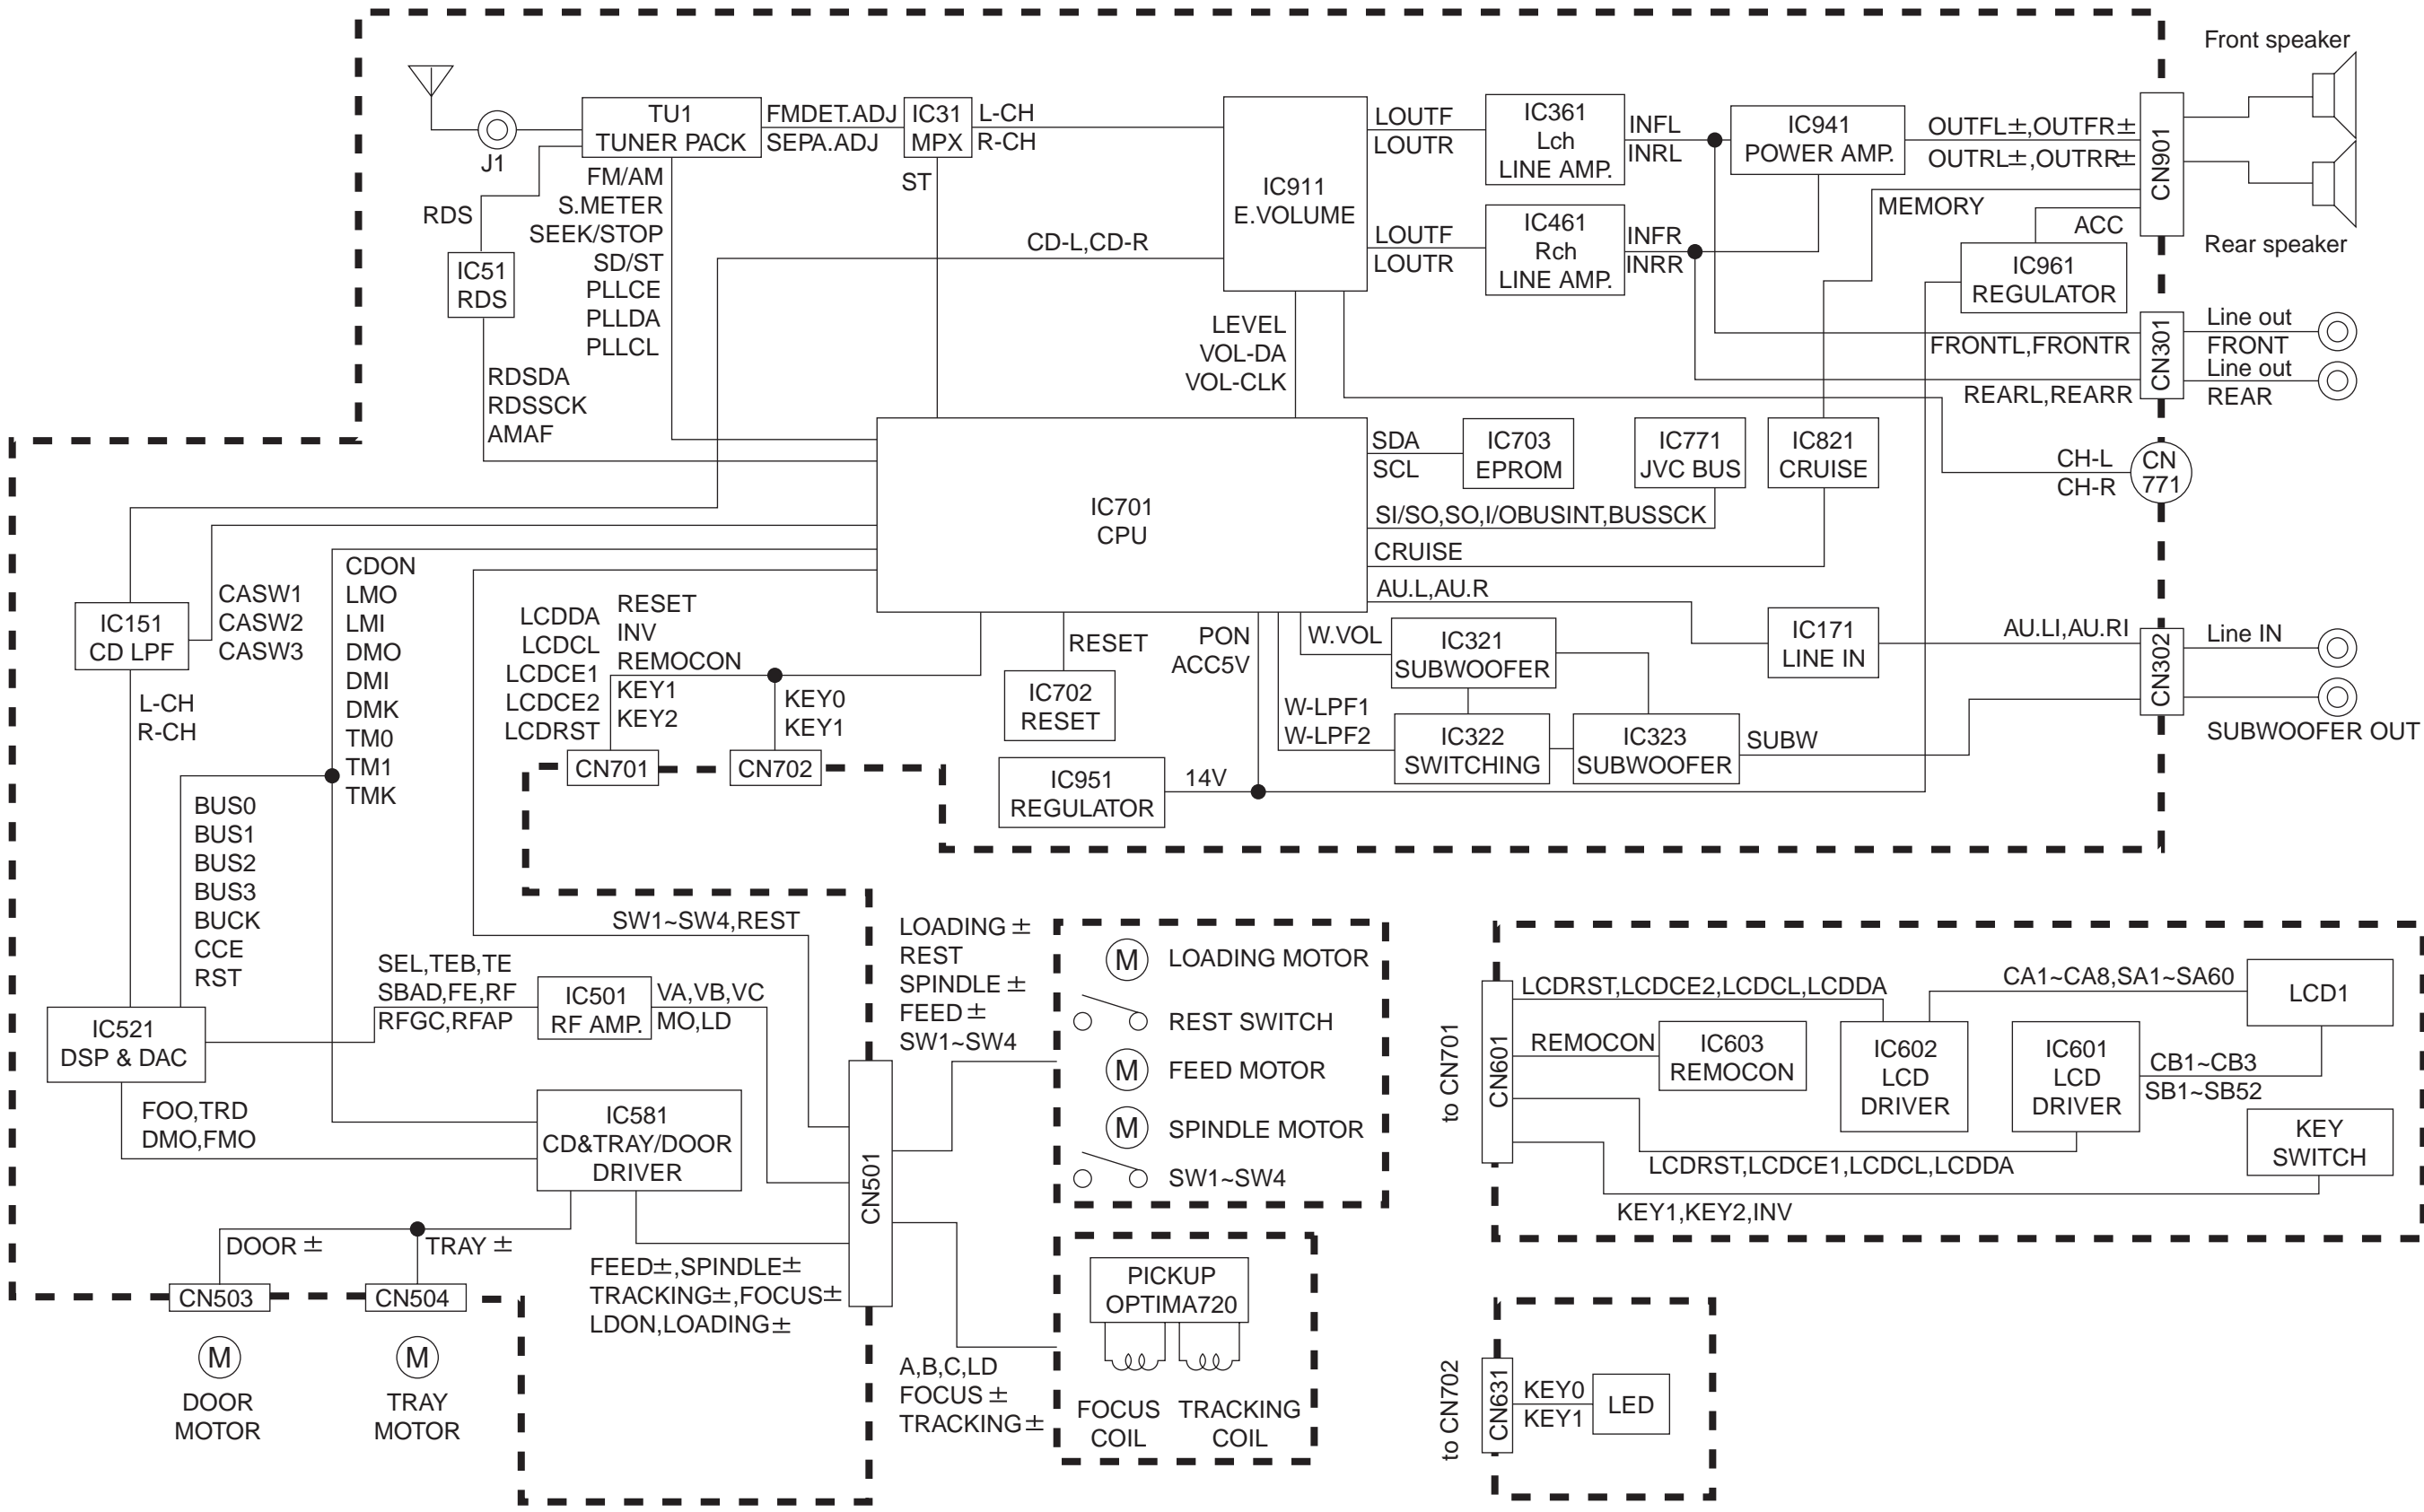 Front speaker
TU1
TUNER PACK
FMDET.ADJ
SEPA.ADJ
IC31
MPX
L-CH
R-CH
J1
ST
FM/AM
S.METER
SEEK/STOP
SD/ST
PLLCE
PLLDA
PLLCL
RDS
IC51
RDS
RDSDA
RDSSCK
AMAF
CD-L,CD-R
IC911
E.VOLUME
LOUTF
LOUTR
IC361
Lch
LINE AMP.
INFL
INRL
IC941
POWER AMP.
OUTFL±,OUTFR±
OUTRL±,OUTRR±
CN901
LOUTF
LOUTR
IC461
Rch
LINE AMP.
INFR
INRR
MEMORY
ACC
Rear speaker
IC961
REGULATOR
LEVEL
VOL-DA
VOL-CLK
FRONTL,FRONTR
REARL,REARR
CN301
Line out
FRONT
Line out
REAR
IC701
CPU
SDA
SCL
IC703
EPROM
IC771
JVC BUS
IC821
CRUISE
CH-L
CH-R
CN
771
SI/SO,SO,I/OBUSINT,BUSSCK
CRUISE
AU.L,AU.R
IC171
LINE IN
AU.LI,AU.RI
CN302
Line IN
SUBWOOFER OUT
IC151
CD LPF
CASW1
CASW2
CASW3
CDON
LMO
LMI
DMO
DMI
DMK
TM0
TM1
TMK
L-CH
R-CH
LCDDA
LCDCL
LCDCE1
LCDCE2
LCDRST
RESET
INV
REMOCON
KEY1
KEY2
KEY0
KEY1
CN701
CN702
RESET
IC702
RESET
PON
ACC5V
W.VOL
IC321
SUBWOOFER
W-LPF1
W-LPF2
IC322
SWITCHING
IC323
SUBWOOFER
SUBW
IC951
REGULATOR
14V
BUS0
BUS1
BUS2
BUS3
BUCK
CCE
RST
SW1~SW4,REST
IC521
DSP & DAC
SEL,TEB,TE
SBAD,FE,RF
RFGC,RFAP
IC501
RF AMP.
VA,VB,VC
MO,LD
FOO,TRD
DMO,FMO
IC581
CD&TRAY/DOOR
DRIVER
CN501
DOOR ±
TRAY ±
FEED±,SPINDLE±
TRACKING±,FOCUS±
LDON,LOADING±
CN503
CN504
M
DOOR
MOTOR
M
TRAY
MOTOR
LOADING ±
REST
SPINDLE ±
FEED ±
SW1~SW4
M LOADING MOTOR
REST SWITCH
M FEED MOTOR
M SPINDLE MOTOR
SW1~SW4
PICKUP
OPTIMA720
A,B,C,LD
FOCUS ±
TRACKING ±
FOCUS
COIL
TRACKING
COIL
to CN701
CN601
LCDRST,LCDCE2,LCDCL,LCDDA
REMOCON
IC603
REMOCON
IC602
LCD
DRIVER
IC601
LCD
DRIVER
CA1~CA8,SA1~SA60
LCD1
CB1~CB3
SB1~SB52
KEY
SWITCH
LCDRST,LCDCE1,LCDCL,LCDDA
KEY1,KEY2,INV
to CN702
CN631
KEY0
KEY1
LED